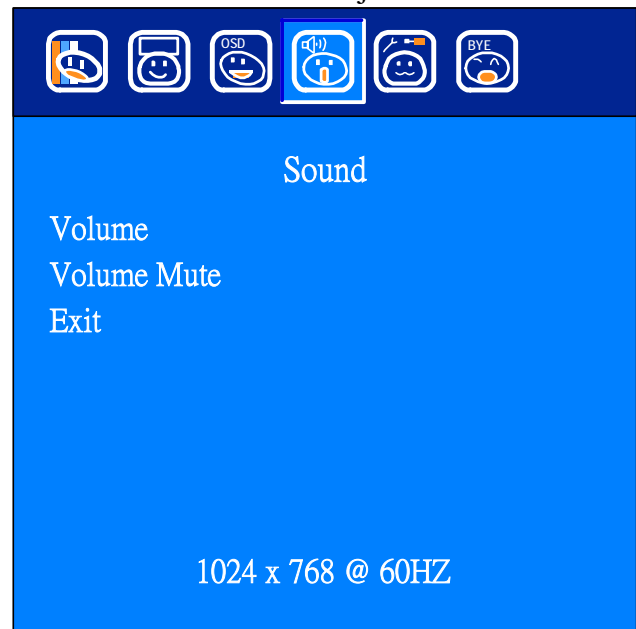 OSD
BYE
Sound
Volume
Volume Mute
Exit
1024 x 768 @ 60HZ